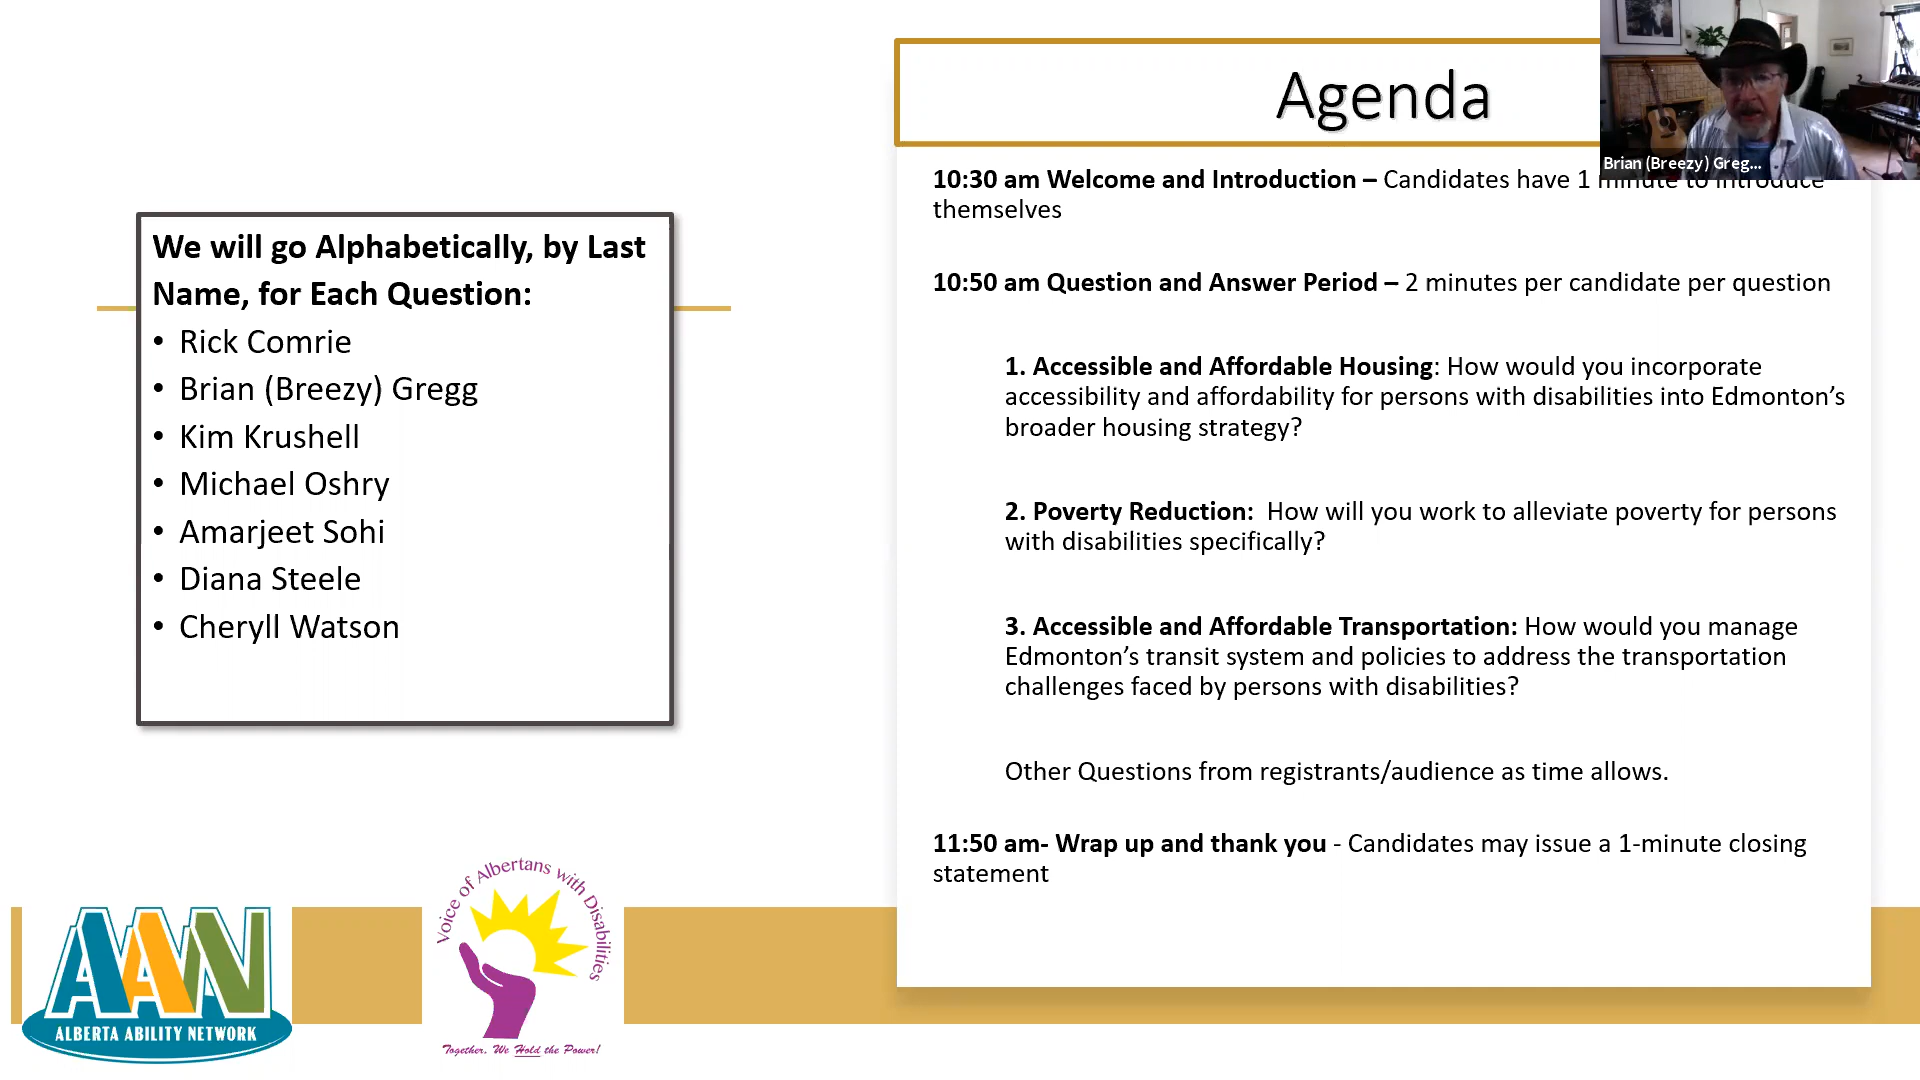 We will go Alphabetically, by Last
Name, for Each Question:
• Rick Comrie
• Brian (Breezy) Gregg
• Kim Krushell
• Michael Oshry
• Amarjeet Sohi
• Diana Steele
• Cheryll Watson
Agenda
Brian (Breezy) Greg...
10:30 am Welcome and Introduction – Candidates have 1 minute to introduce
themselves
10:50 am Question and Answer Period – 2 minutes per candidate per question
1. Accessible and Affordable Housing: How would you incorporate
accessibility and affordability for persons with disabilities into Edmonton’s
broader housing strategy?
2. Poverty Reduction:  How will you work to alleviate poverty for persons
with disabilities specifically?
3. Accessible and Affordable Transportation: How would you manage
Edmonton’s transit system and policies to address the transportation
challenges faced by persons with disabilities?
Other Questions from registrants/audience as time allows.
11:50 am- Wrap up and thank you - Candidates may issue a 1-minute closing
statement
AAN
ALBERTA ABILITY NETWORK
Voice of Albertans with Disabilities
Together, We Hold the Power!